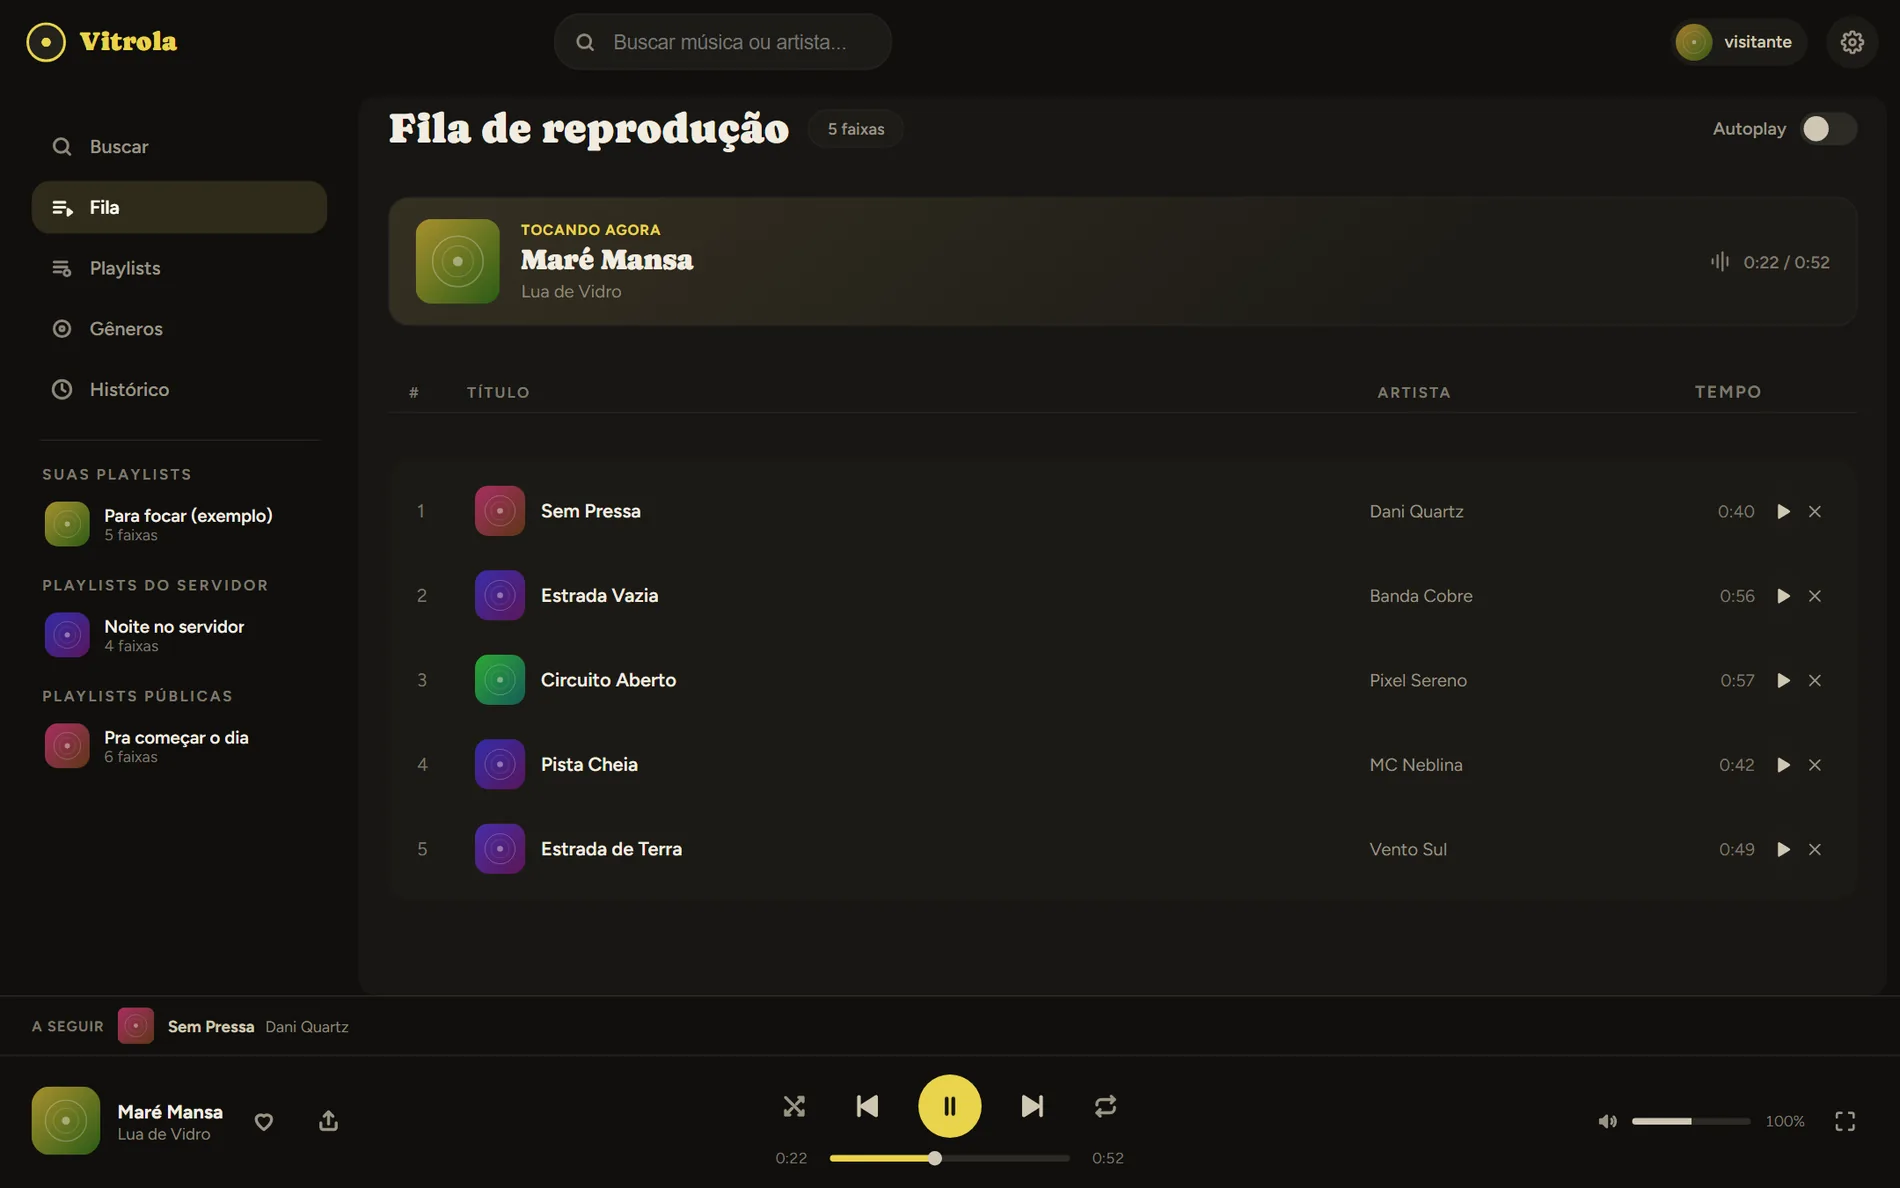 Vitrola
Buscar música ou artista...
visitante
Buscar
Fila
Playlists
Gêneros
Histórico
SUAS PLAYLISTS
Para focar (exemplo)
5 faixas
PLAYLISTS DO SERVIDOR
Noite no servidor
4 faixas
PLAYLISTS PÚBLICAS
Pra começar o dia
6 faixas
Fila de reprodução
5 faixas
Autoplay
TOCANDO AGORA
Maré Mansa
Lua de Vidro
0:22 / 0:52
# TÍTULO ARTISTA TEMPO
1 Sem Pressa Dani Quartz 0:40
2 Estrada Vazia Banda Cobre 0:56
3 Circuito Aberto Pixel Sereno 0:57
4 Pista Cheia MC Neblina 0:42
5 Estrada de Terra Vento Sul 0:49
A SEGUIR Sem Pressa Dani Quartz
Maré Mansa
Lua de Vidro
0:22 0:52
100%